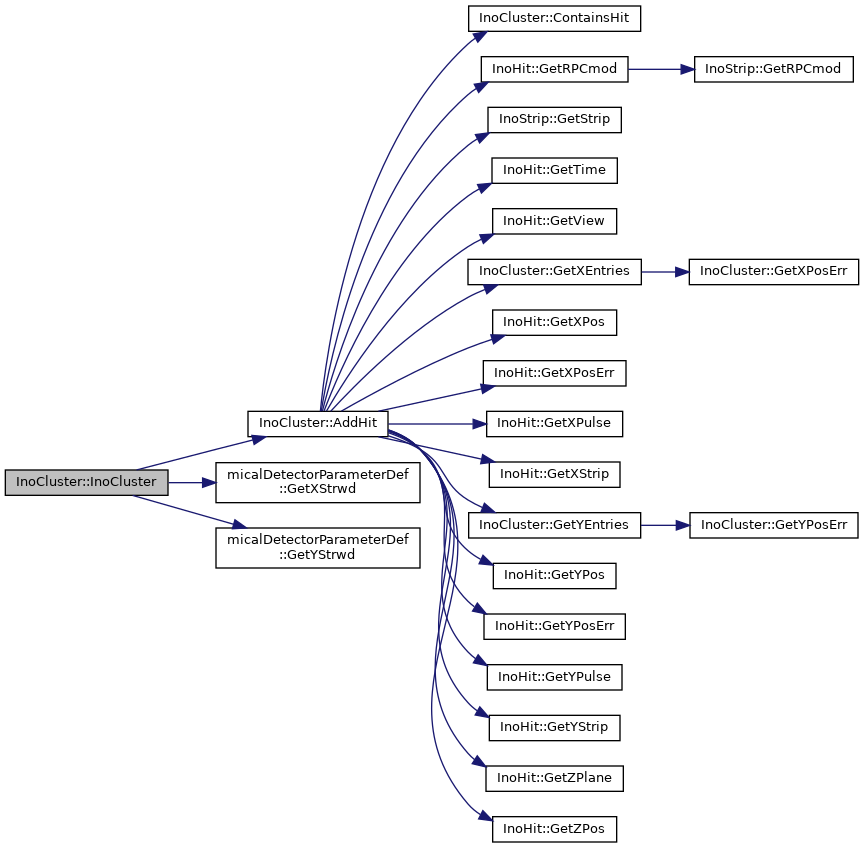 InoCluster::InoCluster
InoCluster::AddHit
micalDetectorParameterDef
::GetXStrwd
micalDetectorParameterDef
::GetYStrwd
InoCluster::ContainsHit
InoHit::GetRPCmod
InoStrip::GetRPCmod
InoStrip::GetStrip
InoHit::GetTime
InoHit::GetView
InoCluster::GetXEntries
InoCluster::GetXPosErr
InoHit::GetXPos
InoHit::GetXPosErr
InoHit::GetXPulse
InoHit::GetXStrip
InoCluster::GetYEntries
InoCluster::GetYPosErr
InoHit::GetYPos
InoHit::GetYPosErr
InoHit::GetYPulse
InoHit::GetYStrip
InoHit::GetZPlane
InoHit::GetZPos